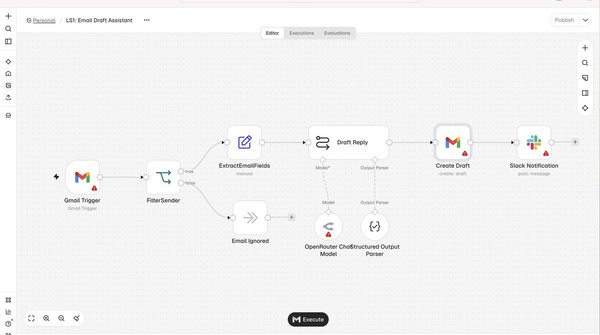 Personal / LS1: Email Draft Assistant ...
Publish
Editor Executions Evaluations
Gmail Trigger
Gmail Trigger
FilterSender
true
false
ExtractEmailFields
manual
Email Ignored
Draft Reply
Model*
Output Parser
Model
Output Parser
OpenRouter Chat Model
Structured Output Parser
Create Draft
create: draft
Slack Notification
post: message
Execute